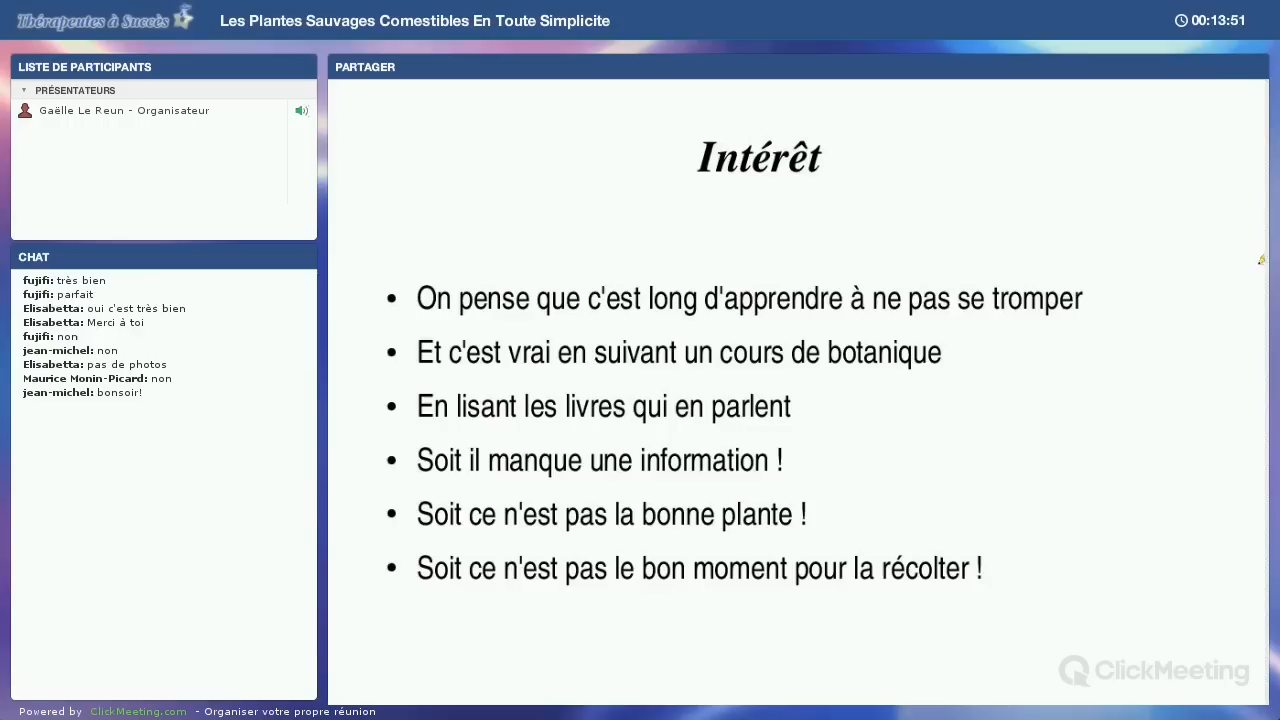 Thérapeutes à Succès
Les Plantes Sauvages Comestibles En Toute Simplicite
00:13:51
LISTE DE PARTICIPANTS
PRÉSENTATEURS
Gaëlle Le Reun - Organisateur
CHAT
fujifi: très bien
fujifi: parfait
Elisabetta: oui c'est très bien
Elisabetta: Merci à toi
fujifi: non
jean-michel: non
Elisabetta: pas de photos
Maurice Monin-Picard: non
jean-michel: bonsoir!
PARTAGER
Intérêt
• On pense que c'est long d'apprendre à ne pas se tromper
• Et c'est vrai en suivant un cours de botanique
• En lisant les livres qui en parlent
• Soit il manque une information !
• Soit ce n'est pas la bonne plante !
• Soit ce n'est pas le bon moment pour la récolter !
ClickMeeting
Powered by ClickMeeting.com - Organiser votre propre réunion